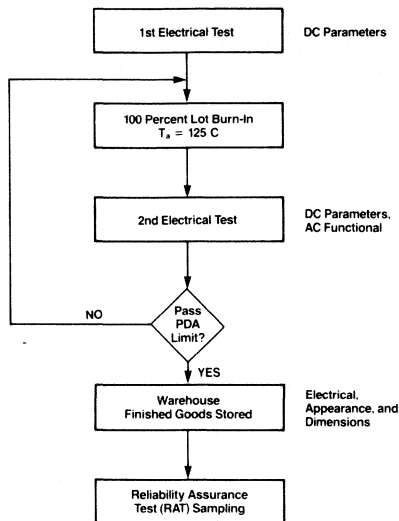 1st Electrical Test
DC Parameters
100 Percent Lot Burn-In
Ta = 125 C
2nd Electrical Test
DC Parameters,
AC Functional
Pass
PDA
Limit?
NO
YES
Warehouse
Finished Goods Stored
Electrical,
Appearance, and
Dimensions
Reliability Assurance
Test (RAT) Sampling